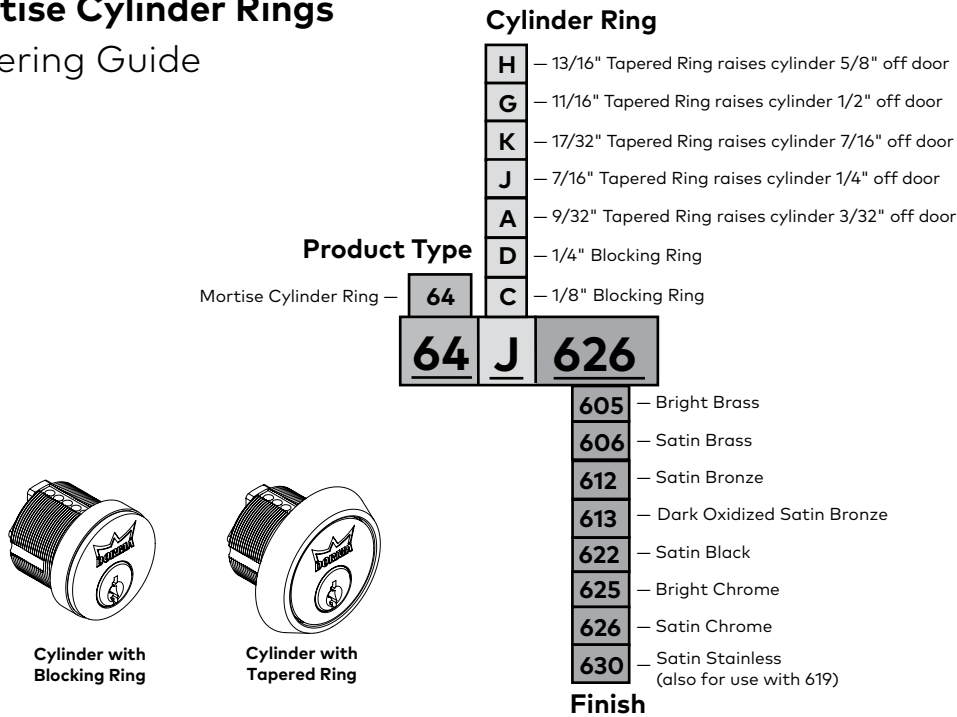 tise Cylinder Rings
ering Guide
Cylinder Ring
H — 13/16" Tapered Ring raises cylinder 5/8" off door
G — 11/16" Tapered Ring raises cylinder 1/2" off door
K — 17/32" Tapered Ring raises cylinder 7/16" off door
J — 7/16" Tapered Ring raises cylinder 1/4" off door
A — 9/32" Tapered Ring raises cylinder 3/32" off door
D — 1/4" Blocking Ring
C — 1/8" Blocking Ring
Product Type
Mortise Cylinder Ring — 64
64 J 626
605 — Bright Brass
606 — Satin Brass
612 — Satin Bronze
613 — Dark Oxidized Satin Bronze
622 — Satin Black
625 — Bright Chrome
626 — Satin Chrome
630 — Satin Stainless
(also for use with 619)
Finish
DORMA
Cylinder with
Blocking Ring
DORMA
Cylinder with
Tapered Ring